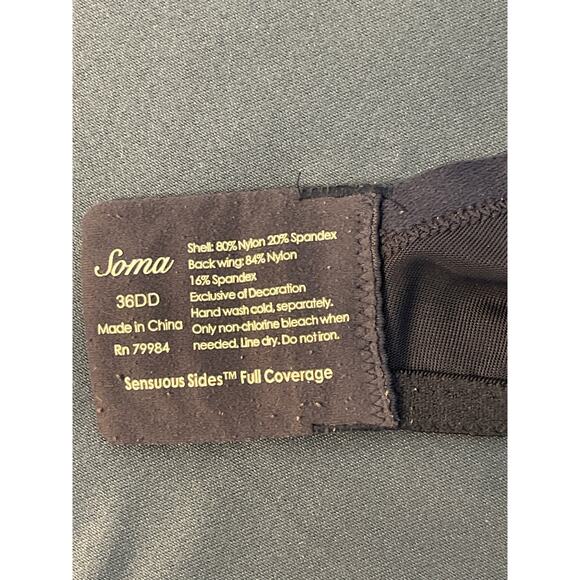 Soma
36DD
Made in China
Rn 79984
Shell: 80% Nylon 20% Spandex
Back wing: 84% Nylon
16% Spandex
Exclusive of Decoration
Hand wash cold, separately.
Only non-chlorine bleach when
needed. Line dry. Do not iron.
Sensuous Sides™ Full Coverage